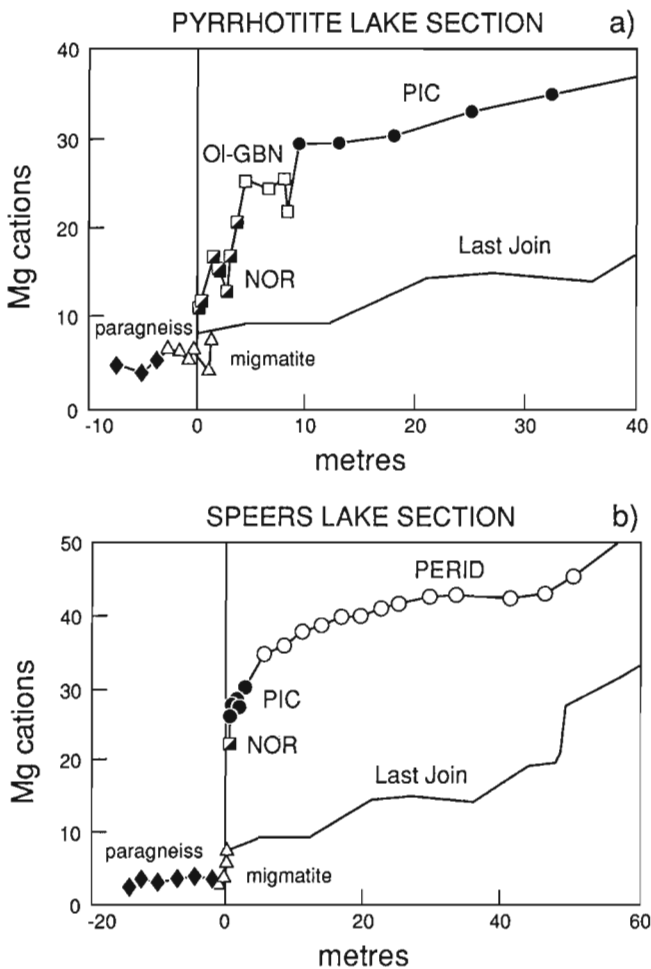 PYRRHOTITE LAKE SECTION a)
40
30
20
10
0
Mg cations
PIC
Ol-GBN
NOR
Last Join
paragneiss
migmatite
-10 0 10 20 30 40
metres
SPEERS LAKE SECTION b)
50
40
30
20
10
0
Mg cations
PERID
PIC
NOR
Last Join
paragneiss
migmatite
-20 0 20 40 60
metres